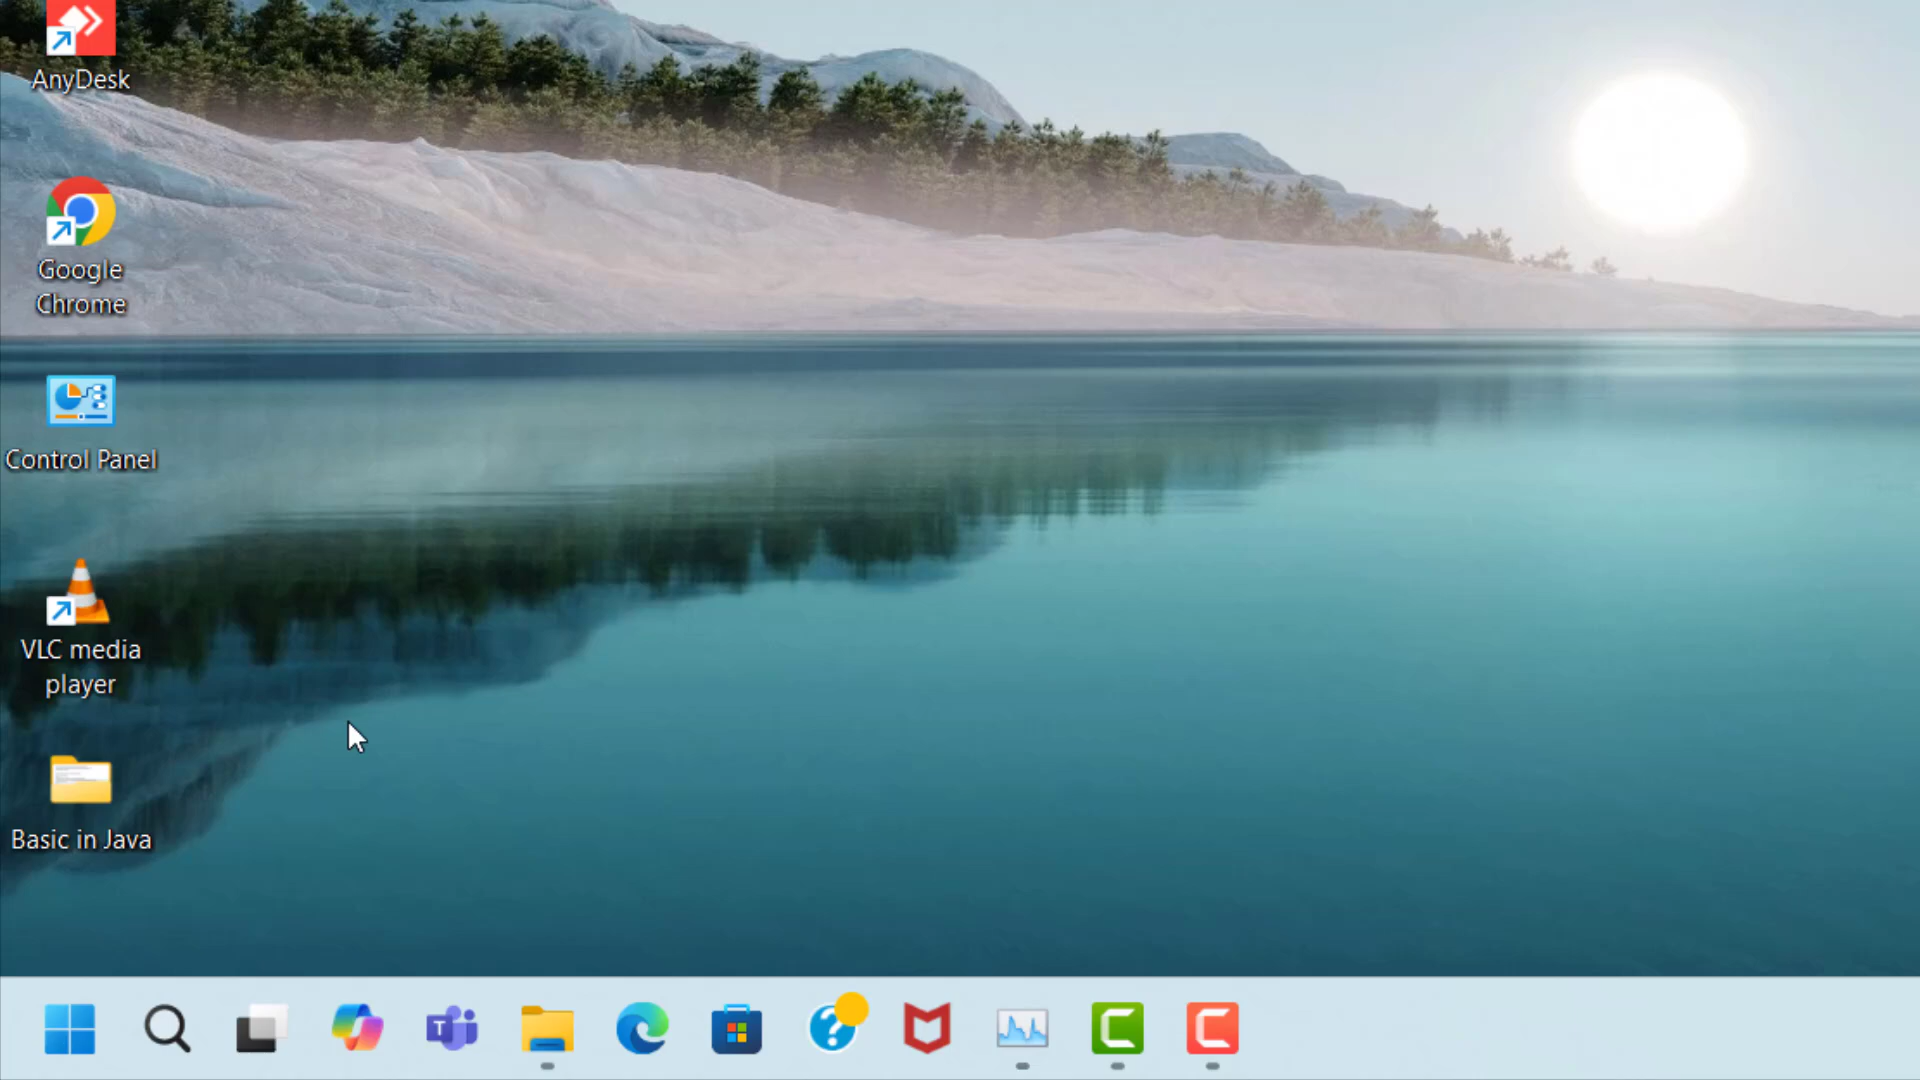 AnyDesk
Google
Chrome
Control Panel
VLC media
player
Basic in Java